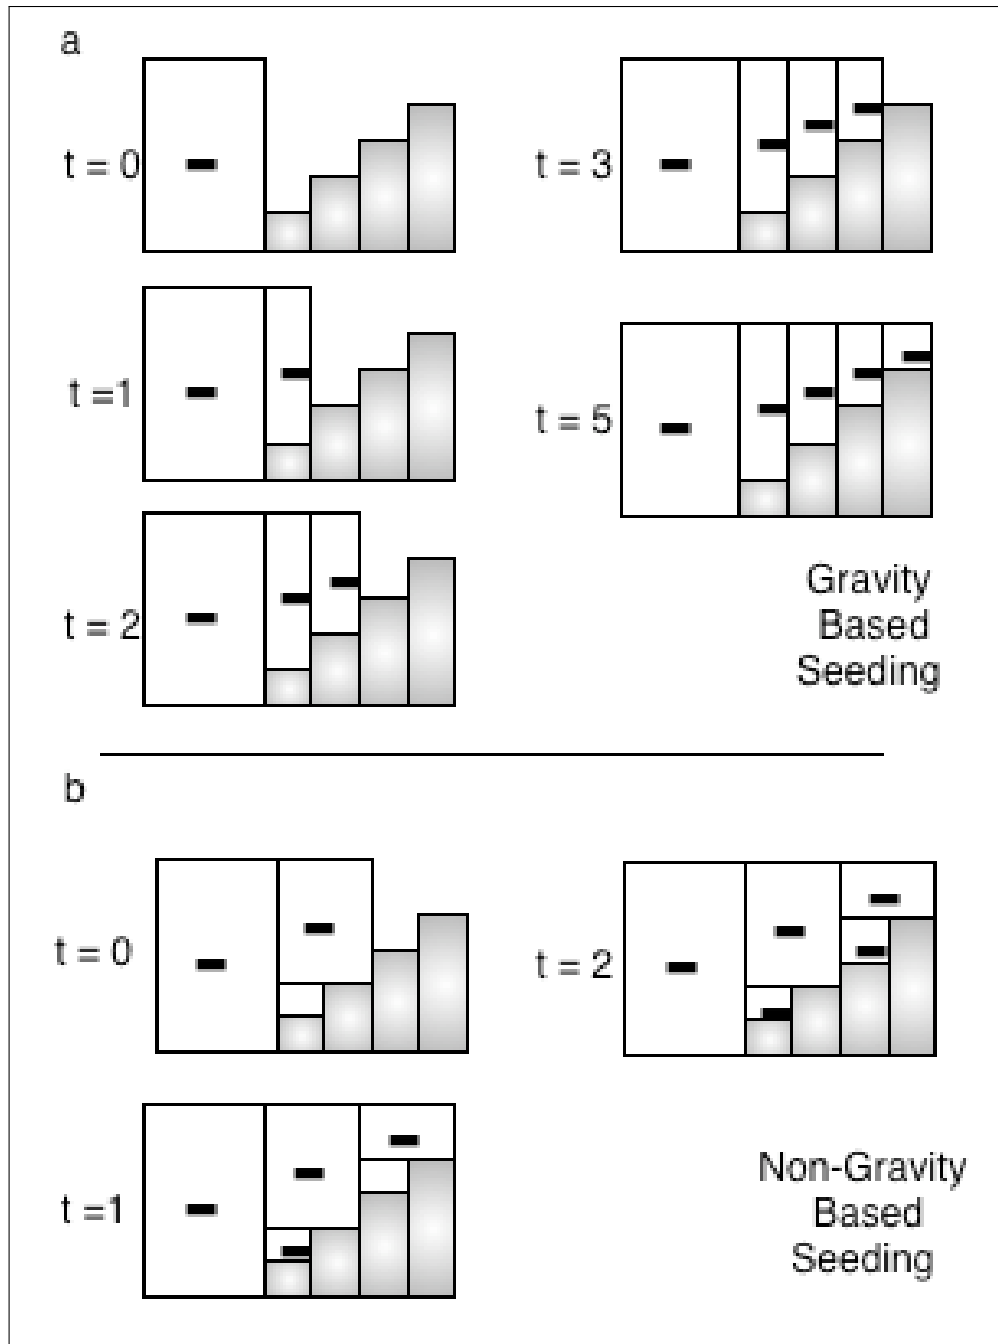 a
t = 0
t = 3
t =1
t = 5
t = 2
Gravity
Based
Seeding
b
t = 0
t = 2
t =1
Non-Gravity
Based
Seeding